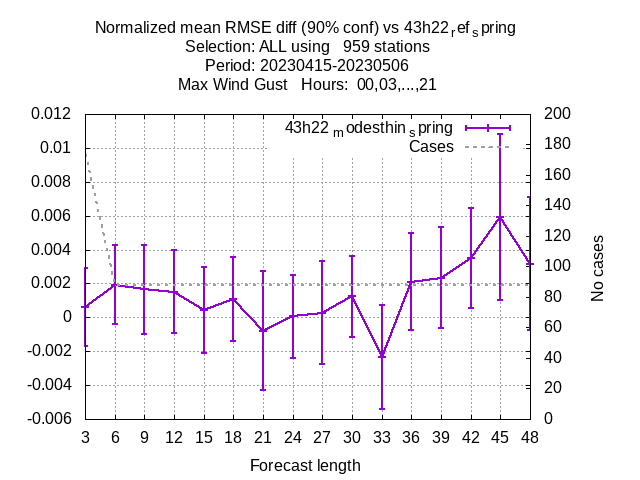 Normalized mean RMSE diff (90% conf) vs 43h22refspring
Selection: ALL using 959 stations
Period: 20230415-20230506
Max Wind Gust Hours: 00,03,...,21
43h22modesthinspring
Cases
0.012
0.01
0.008
0.006
0.004
0.002
0
-0.002
-0.004
-0.006
200
180
160
140
120
100
80
60
40
20
0
No cases
3 6 9 12 15 18 21 24 27 30 33 36 39 42 45 48
Forecast length